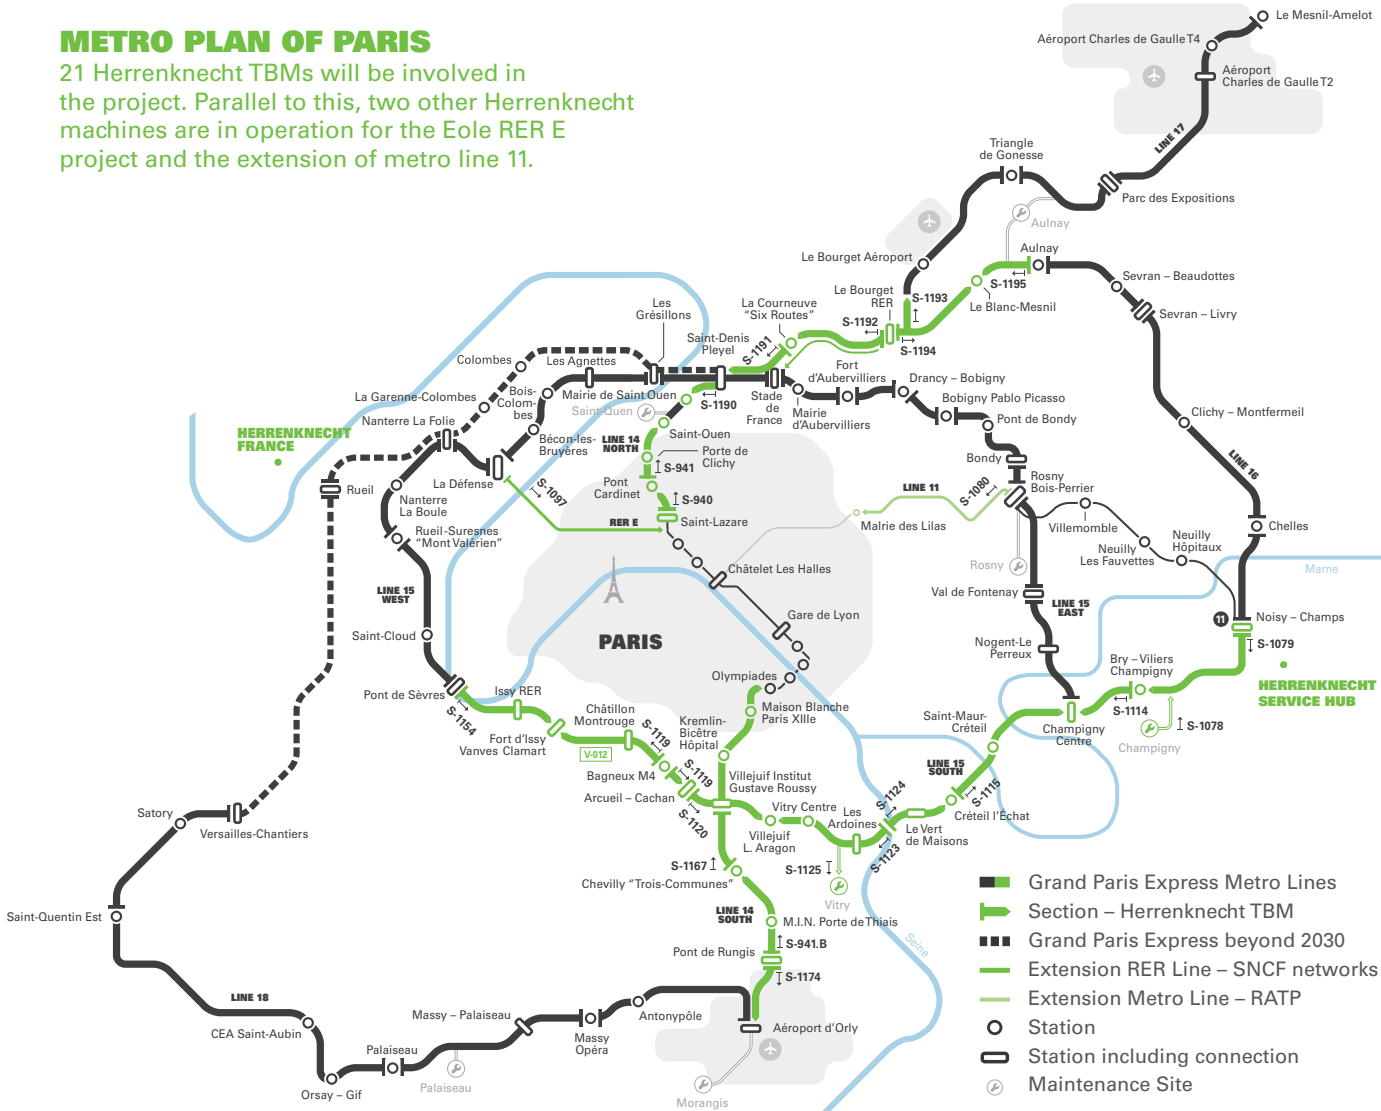 METRO PLAN OF PARIS
21 Herrenknecht TBMs will be involved in
the project. Parallel to this, two other Herrenknecht
machines are in operation for the Eole RER E
project and the extension of metro line 11.
Le Mesnil-Amelot
Aéroport Charles de Gaulle T4
Aéroport
Charles de Gaulle T2
LINE 17
Triangle
de Gonesse
Parc des Expositions
Aulnay
Le Bourget Aéroport
Aulnay
Sevran – Beaudottes
S-1195
Le Bourget
RER
S-1193
Le Blanc-Mesnil
Sevran – Livry
Les
Grésillons
La Courneuve
“Six Routes”
S-1192
S-1194
Saint-Denis
Pleyel
S-1191
Colombes
Les Agnettes
Fort
d’Aubervilliers
Drancy – Bobigny
La Garenne-Colombes
Bois-
Colom-
bes
Mairie de Saint Ouen
S-1190
Stade
de
France
Mairie
d’Aubervilliers
Bobigny Pablo Picasso
Saint-Ouen
Clichy – Montfermeil
Nanterre La Folie
HERRENKNECHT
FRANCE
Bécon-les-
Bruyères
LINE 14
NORTH
Saint-Ouen
Pont de Bondy
Porte de
Clichy
Bondy
LINE 16
S-941
Rueil
La Défense
S-1097
Pont
Cardinet
Rosny
Bois-Perrier
S-1080
LINE 11
Nanterre
La Boule
S-940
RER E
Saint-Lazare
Mairie des Lilas
Villemomble
Chelles
Rueil-Suresnes
“Mont Valérien”
Neuilly
Les Fauvettes
Neuilly
Hôpitaux
Rosny
Châtelet Les Halles
Marne
LINE 15
WEST
Val de Fontenay
LINE 15
EAST
Gare de Lyon
11
Noisy – Champs
Saint-Cloud
PARIS
Nogent-Le
Perreux
S-1079
Bry – Viliers
Champigny
Olympiades
HERRENKNECHT
SERVICE HUB
Pont de Sèvres
Issy RER
S-1154
Châtillon
Montrouge
Maison Blanche
Paris XIIIe
Kremlin-
Bicêtre
Hôpital
Saint-Maur-
Créteil
S-1114
S-1078
Champigny
Centre
Champigny
Fort d’Issy
Vanves Clamart
V-012
S-1119
S-1119
Bagneux M4
Villejuif Institut
Gustave Roussy
LINE 15
SOUTH
S-1115
Arcueil – Cachan
S-1120
Vitry Centre
Les
Ardoines
S-1124
Créteil l’Échat
Le Vert
de Maisons
Satory
Versailles-Chantiers
Villejuif
L. Aragon
S-1123
S-1167
S-1125
Chevilly “Trois-Communes”
Vitry
Saint-Quentin Est
LINE 14
SOUTH
M.I.N. Porte de Thiais
Seine
Pont de Rungis
S-941.B
S-1174
LINE 18
CEA Saint-Aubin
Massy – Palaiseau
Antonypôle
Aéroport d’Orly
Massy
Opéra
Palaiseau
Palaiseau
Orsay – Gif
Morangis
Grand Paris Express Metro Lines
Section – Herrenknecht TBM
Grand Paris Express beyond 2030
Extension RER Line – SNCF networks
Extension Metro Line – RATP
Station
Station including connection
Maintenance Site